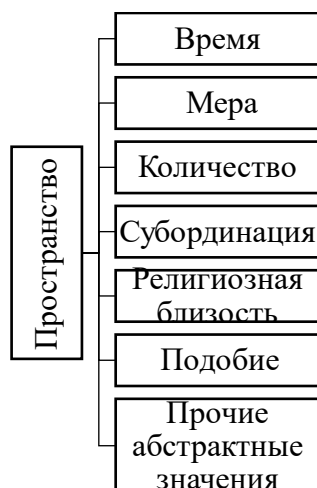 Пространство
Время
Мера
Количество
Субординация
Религиозная
близость
Подобие
Прочие
абстрактные
значения